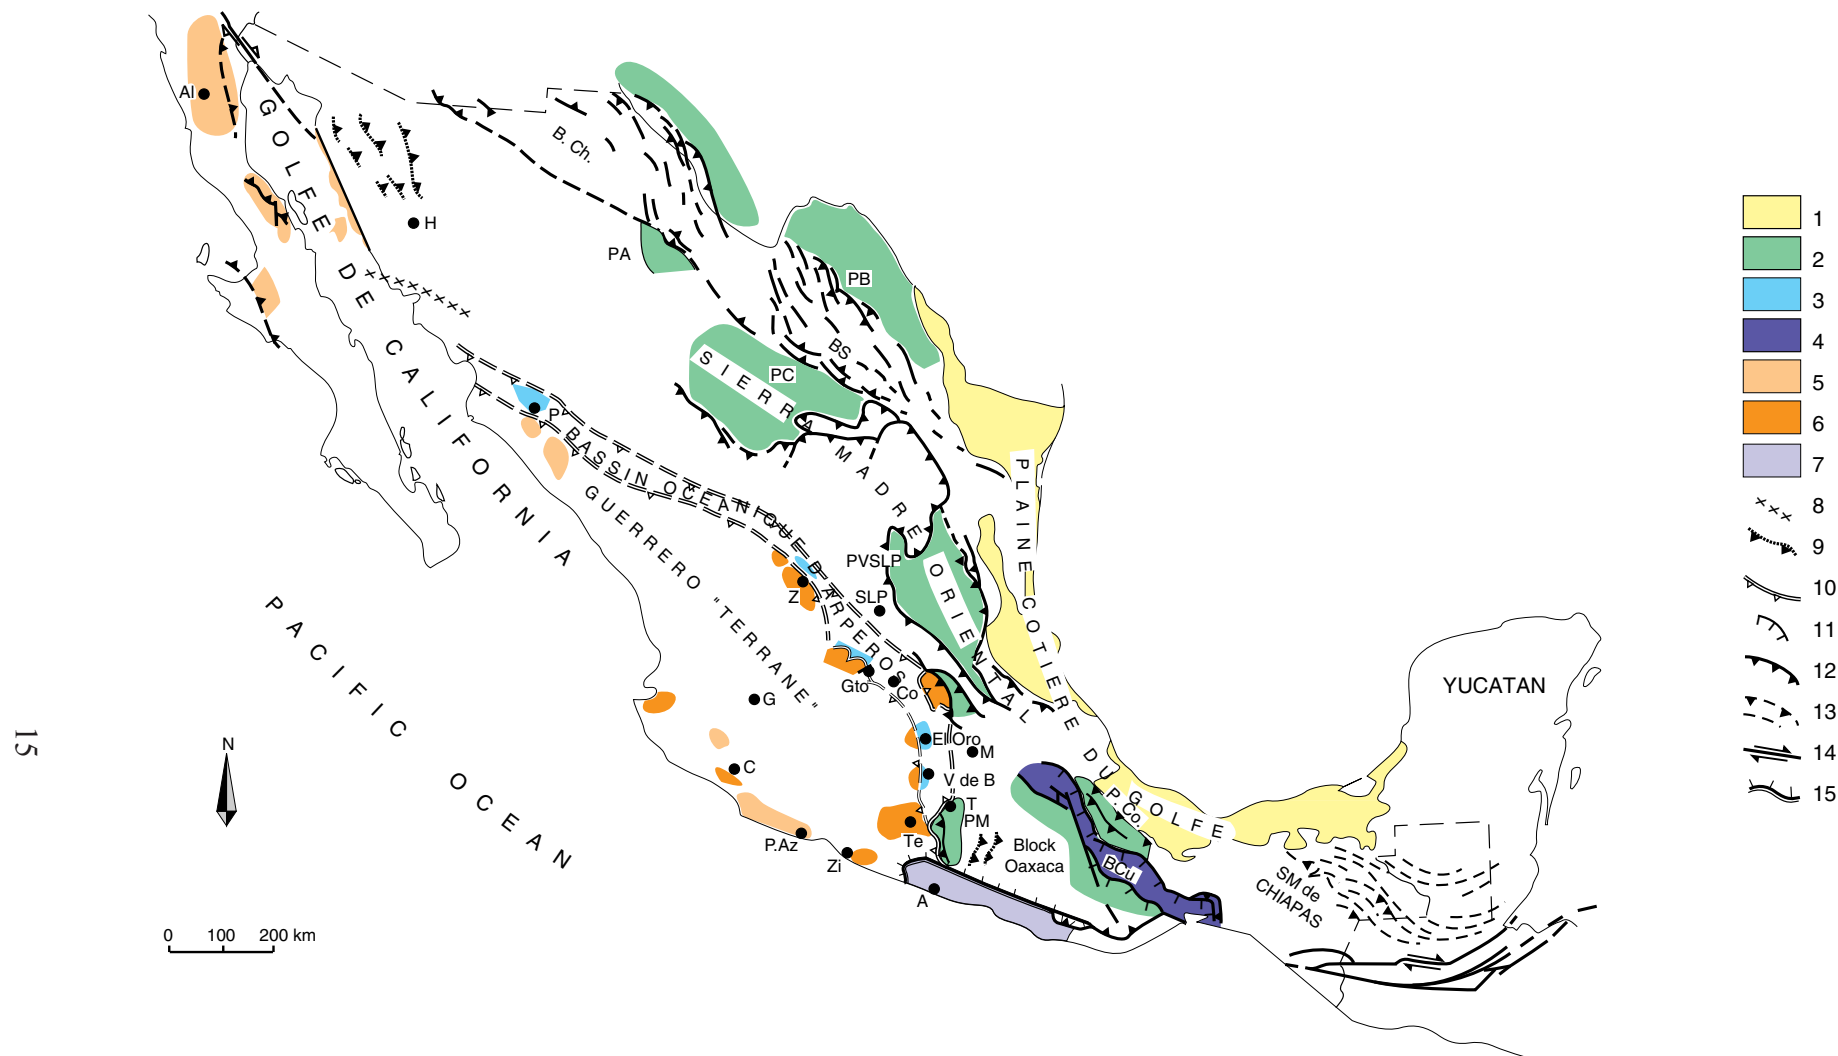 Al
GOLFE DE CALIFORNIA
H
B. Ch.
PA
PB
BS
PC
SIERRA MADRE ORIENTAL
P
BASSIN OCEANIQUE D'ARPEROS
GUERRERO "TERRANE"
PLAINE COTIERE DU GOLFE
PVSLP
SLP
Z
Gto
Co
G
El Oro
M
C
V de B
T
PM
Te
P.Az
Zi
A
Block
Oaxaca
P. Co.
BCu
SM de
CHIAPAS
YUCATAN
PACIFIC OCEAN
N
0 100 200 km
15
1
2
3
4
5
6
7
8
9
10
11
12
13
14
15